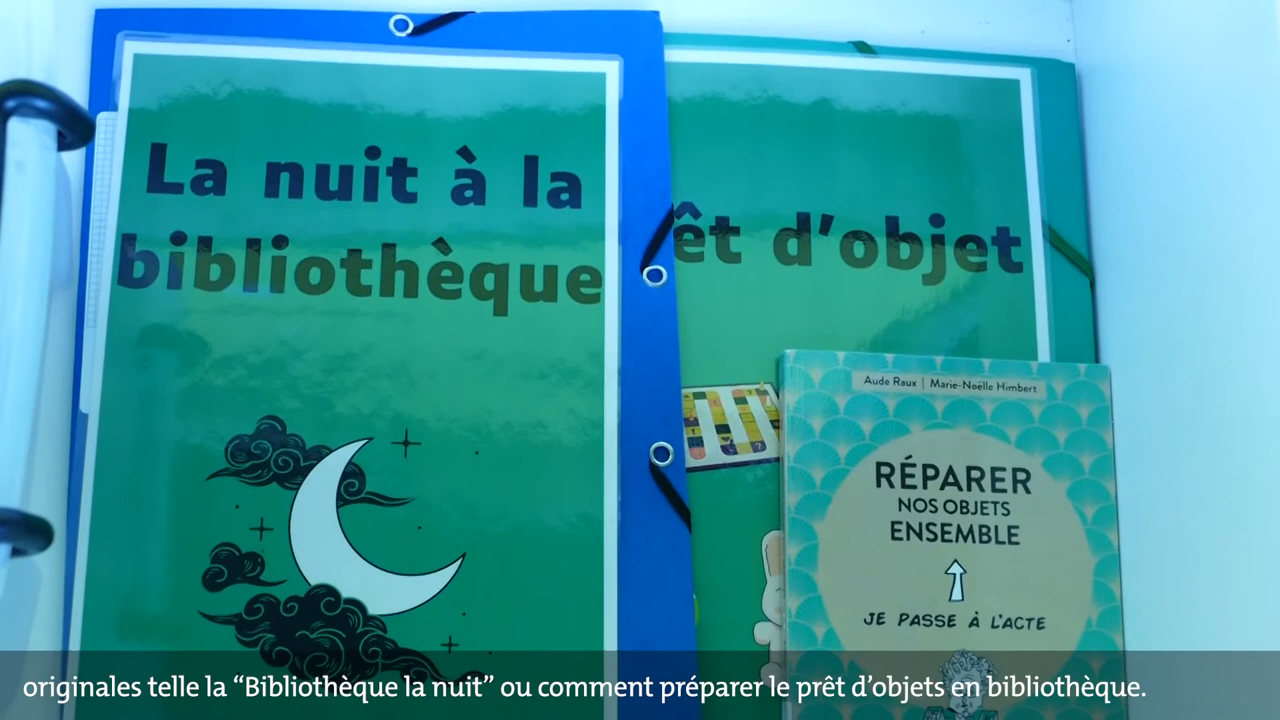 La nuit à la
bibliothèque
êt d'objet
Aude Raux | Marie-Noëlle Himbert
RÉPARER
NOS OBJETS
ENSEMBLE
JE PASSE À L'ACTE
originales telle la “Bibliothèque la nuit” ou comment préparer le prêt d'objets en bibliothèque.